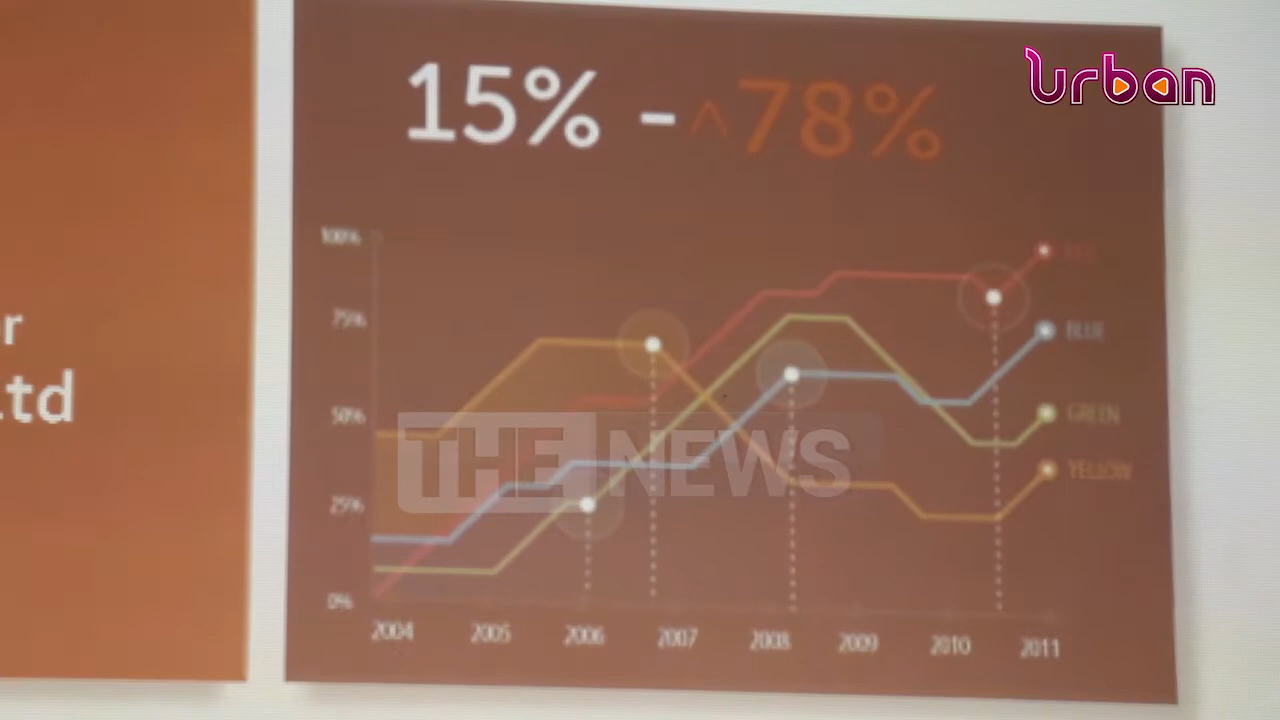 Urban
15% - ^78%
r
Ltd
100%
75%
50%
25%
0%
BLUE
GREEN
YELLOW
THE NEWS
2004 2005 2006 2007 2008 2009 2010 2011